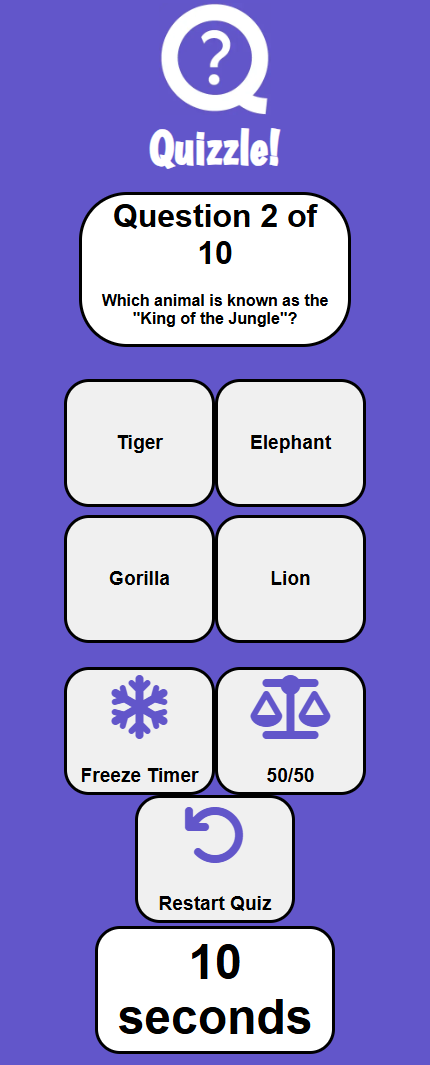 ?
Quizzle!
Question 2 of
10
Which animal is known as the
"King of the Jungle"?
Tiger
Elephant
Gorilla
Lion
Freeze Timer
50/50
Restart Quiz
10
seconds